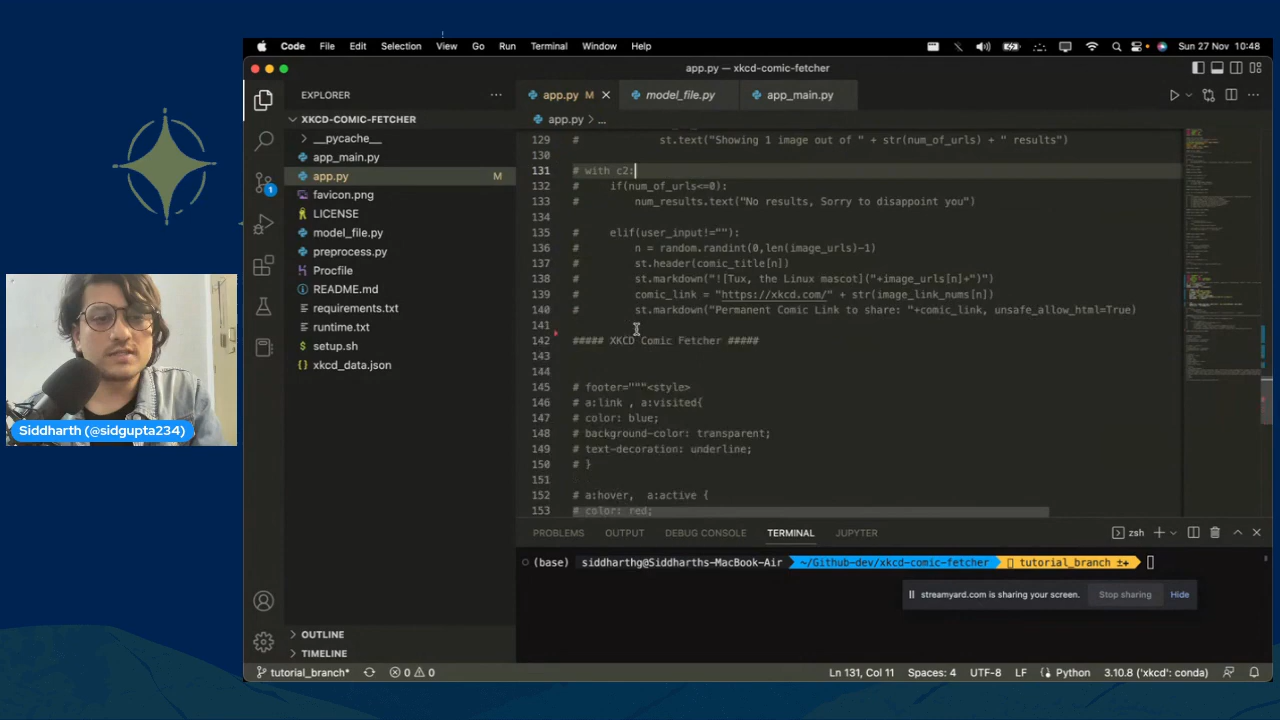 Code File Edit Selection View Go Run Terminal Window Help Sun 27 Nov 10:48
app.py — xkcd-comic-fetcher
EXPLORER
app.py M
model_file.py
app_main.py
XKCD-COMIC-FETCHER
app.py > ...
__pycache__
app_main.py
app.py M
favicon.png
LICENSE
model_file.py
preprocess.py
Procfile
README.md
requirements.txt
runtime.txt
setup.sh
xkcd_data.json
OUTLINE
TIMELINE
129 # st.text("Showing 1 image out of " + str(num_of_urls) + " results")
130
131 # with c2:
132 # if(num_of_urls<=0):
133 # num_results.text("No results, Sorry to disappoint you")
134
135 # elif(user_input!=""):
136 # n = random.randint(0,len(image_urls)-1)
137 # st.header(comic_title[n])
138 # st.markdown("![Tux, the Linux mascot]("+image_urls[n]+")")
139 # comic_link = "https://xkcd.com/" + str(image_link_nums[n])
140 # st.markdown("Permanent Comic Link to share: "+comic_link, unsafe_allow_html=True)
141
142 ##### XKCD Comic Fetcher #####
143
144
145 # footer="""<style>
146 # a:link , a:visited{
147 # color: blue;
148 # background-color: transparent;
149 # text-decoration: underline;
150 # }
151
152 # a:hover, a:active {
153 # color: red;
PROBLEMS OUTPUT DEBUG CONSOLE TERMINAL JUPYTER
zsh
(base) siddharthg@Siddharths-MacBook-Air ~/Github-dev/xkcd-comic-fetcher tutorial_branch ±+
streamyard.com is sharing your screen. Stop sharing Hide
1
Siddharth (@sidgupta234)
tutorial_branch* 0 0 Ln 131, Col 11 Spaces: 4 UTF-8 LF Python 3.10.8 ('xkcd': conda)